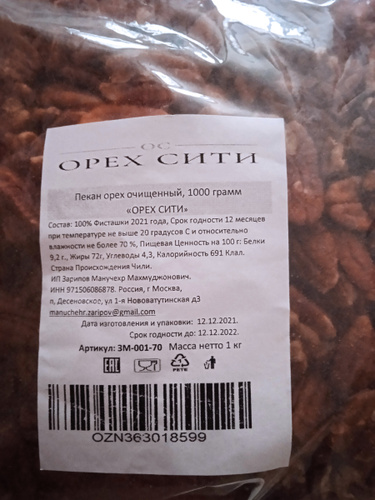 ОС
ОРЕХ СИТИ
Пекан орех очищенный, 1000 грамм
«ОРЕХ СИТИ»
Состав: 100% Фисташки 2021 года, Срок годности 12 месяцев
при температуре не выше 20 градусов С и относительно
влажности не более 70 %, Пищевая Ценность на 100 г: Белки
9,2 г., Жиры 72г, Углеводы 4,3, Калорийность 691 Клал.
Страна Происхождения Чили.
ИП Зарипов Манучехр Махмуджонович.
ИНН 971506086878. Россия, г Москва,
п, Десеновское, ул 1-я Нововатутинская д3
manuchehr.zaripov@gmail.com
Дата изготовления и упаковки: 12.12.2021.
Срок годности до: 12.12.2022.
Артикул: ЗМ-001-70 Масса нетто 1 кг
ЕАС
1
PETE
OZN363018599